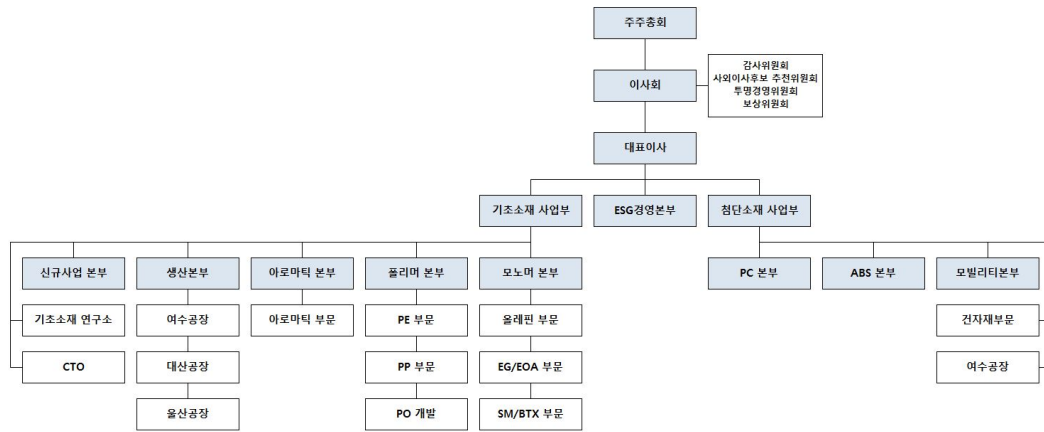 주주총회
이사회
감사위원회
사외이사후보 추천위원회
투명경영위원회
보상위원회
대표이사
기초소재 사업부
ESG경영본부
첨단소재 사업부
신규사업 본부
생산본부
아로마틱 본부
폴리머 본부
모노머 본부
PC 본부
ABS 본부
모빌리티본부
기초소재 연구소
여수공장
아로마틱 부문
PE 부문
올레핀 부문
건자재부문
CTO
대산공장
PP 부문
EG/EOA 부문
여수공장
울산공장
PO 개발
SM/BTX 부문